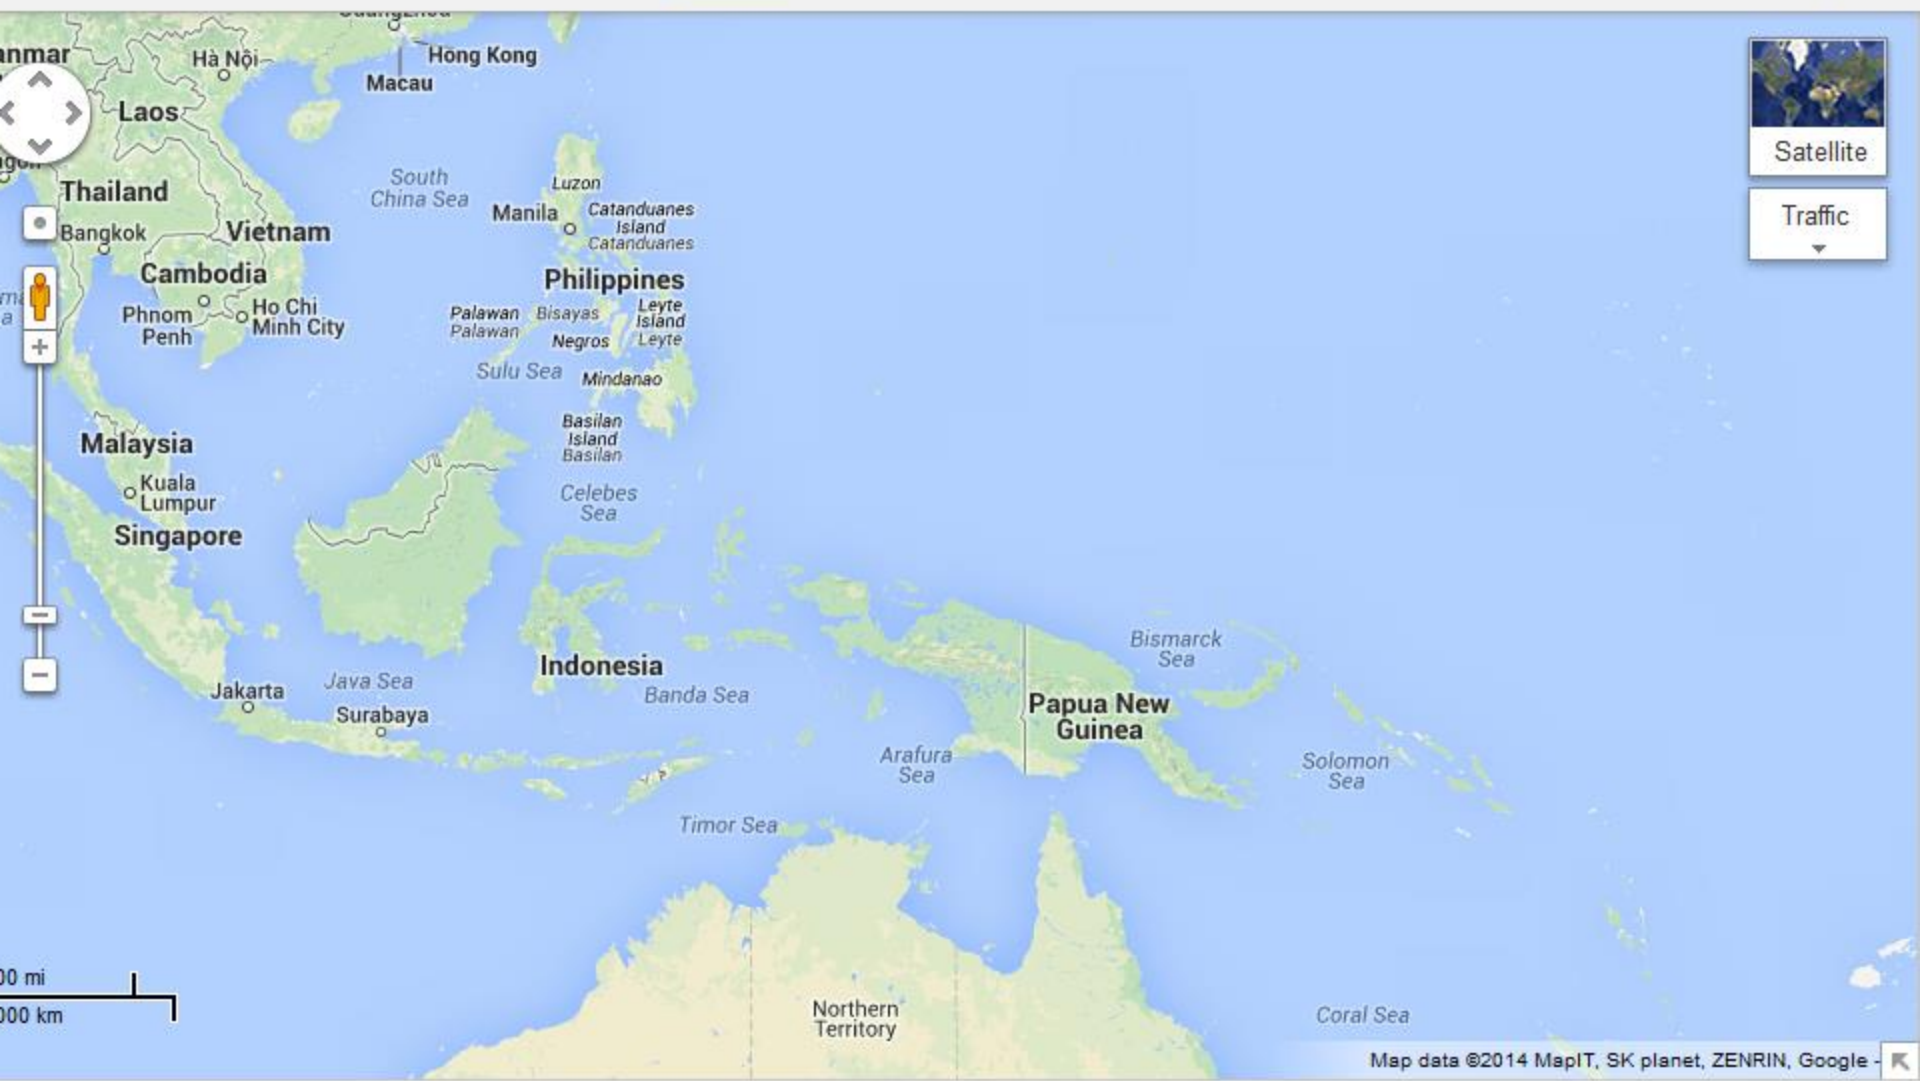 Hà Nội
Hong Kong
Macau
Laos
Thailand
Bangkok
Vietnam
Cambodia
Phnom
Penh
Ho Chi
Minh City
South
China Sea
Luzon
Manila
Catanduanes
Island
Catanduanes
Philippines
Palawan
Palawan
Bisayas
Leyte
Island
Leyte
Negros
Sulu Sea
Mindanao
Basilan
Island
Basilan
Celebes
Sea
Malaysia
Kuala
Lumpur
Singapore
Indonesia
Jakarta
Java Sea
Surabaya
Banda Sea
Bismarck
Sea
Papua New
Guinea
Arafura
Sea
Solomon
Sea
Timor Sea
Northern
Territory
Coral Sea
00 mi
000 km
Satellite
Traffic
Map data ©2014 MapIT, SK planet, ZENRIN, Google -